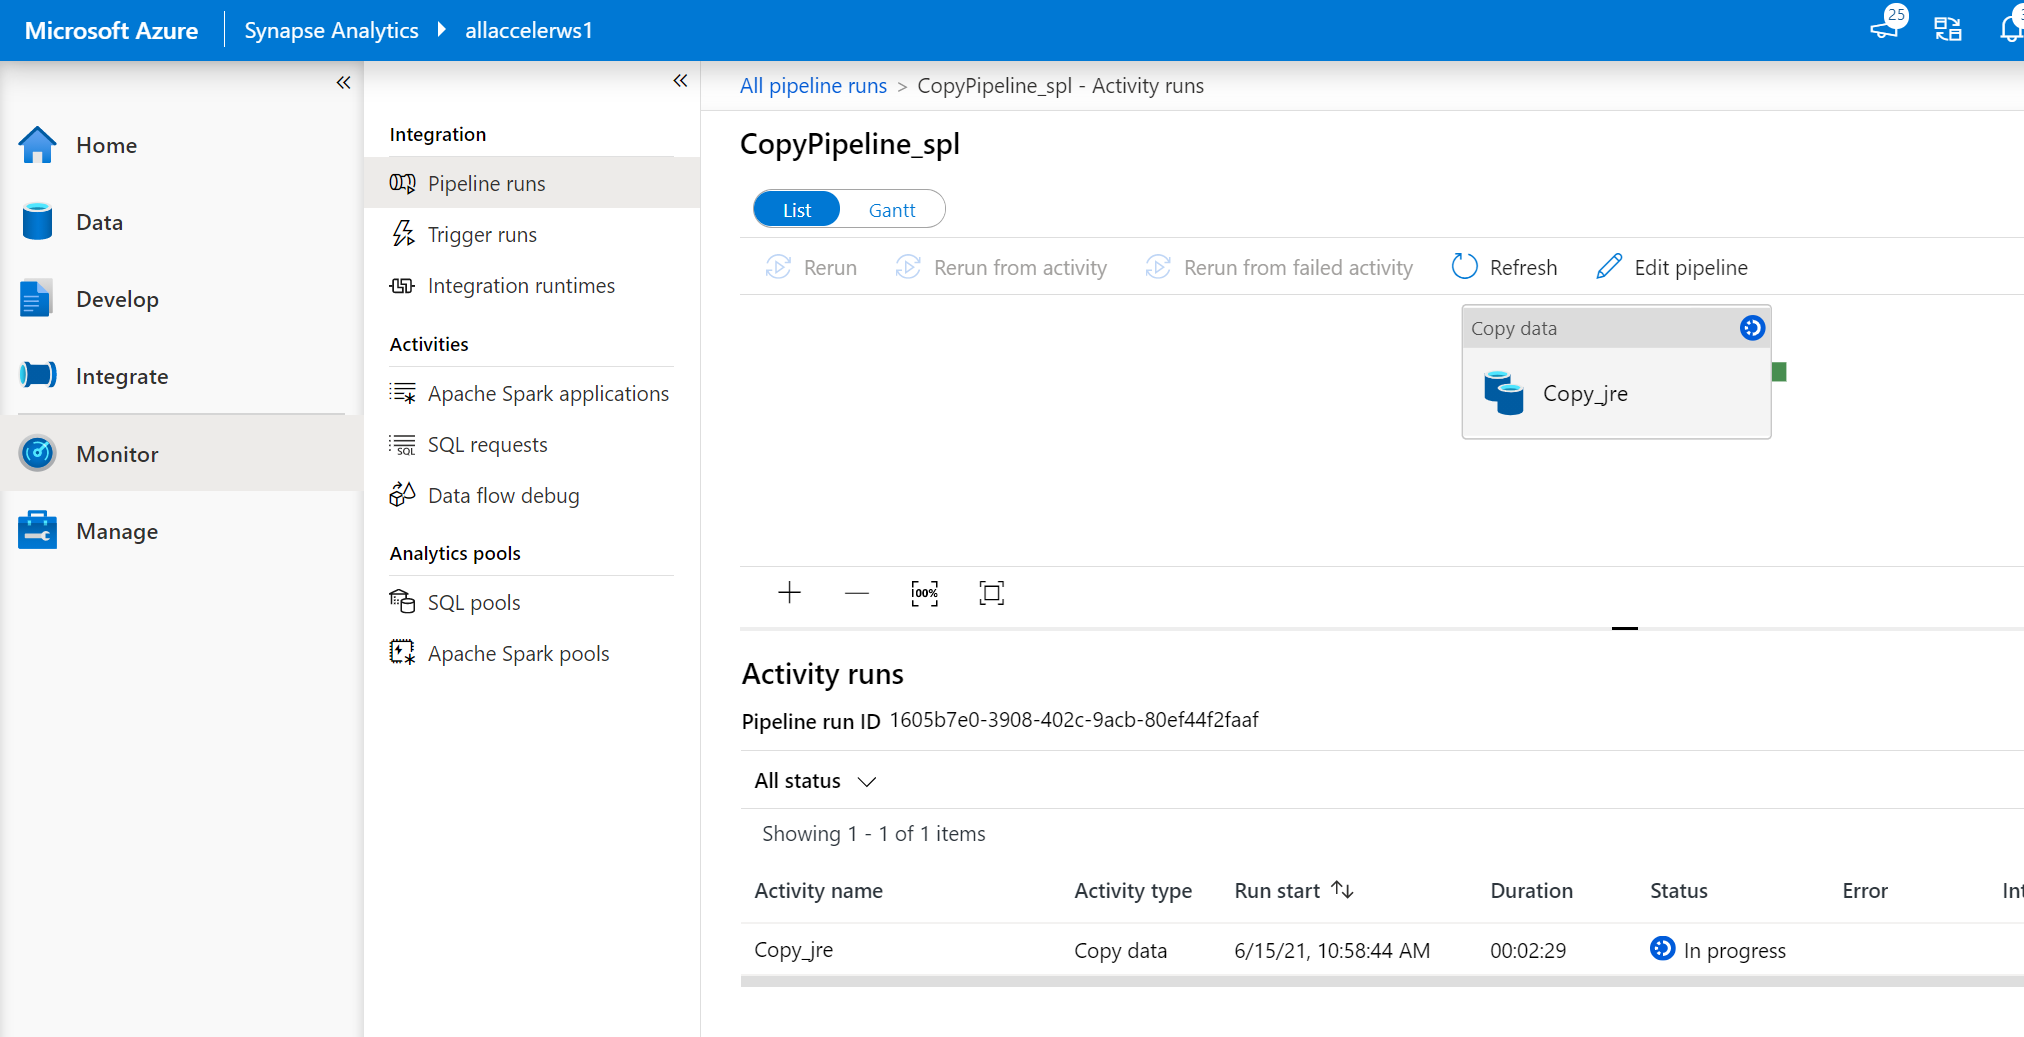 Microsoft Azure
Synapse Analytics
allaccelerws1
25
Home
Data
Develop
Integrate
Monitor
Manage
Integration
Pipeline runs
Trigger runs
Integration runtimes
Activities
Apache Spark applications
SQL requests
Data flow debug
Analytics pools
SQL pools
Apache Spark pools
All pipeline runs > CopyPipeline_spl - Activity runs
CopyPipeline_spl
List Gantt
Rerun Rerun from activity Rerun from failed activity Refresh Edit pipeline
Copy data
Copy_jre
100%
Activity runs
Pipeline run ID 1605b7e0-3908-402c-9acb-80ef44f2faaf
All status
Showing 1 - 1 of 1 items
Activity name Activity type Run start Duration Status Error
Copy_jre Copy data 6/15/21, 10:58:44 AM 00:02:29 In progress